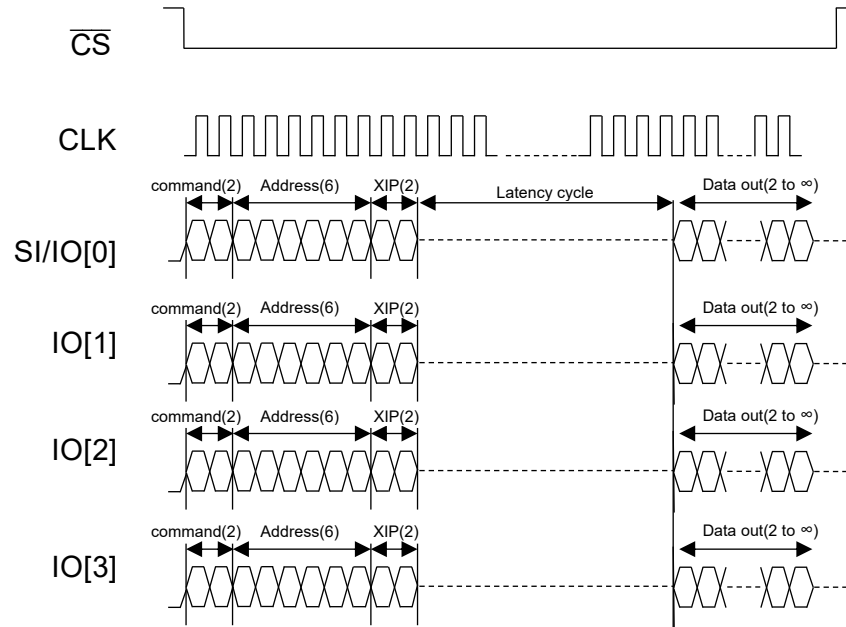 CS
CLK
command(2) Address(6) XIP(2) Latency cycle Data out(2 to ∞)
SI/IO[0]
command(2) Address(6) XIP(2) Data out(2 to ∞)
IO[1]
command(2) Address(6) XIP(2) Data out(2 to ∞)
IO[2]
command(2) Address(6) XIP(2) Data out(2 to ∞)
IO[3]